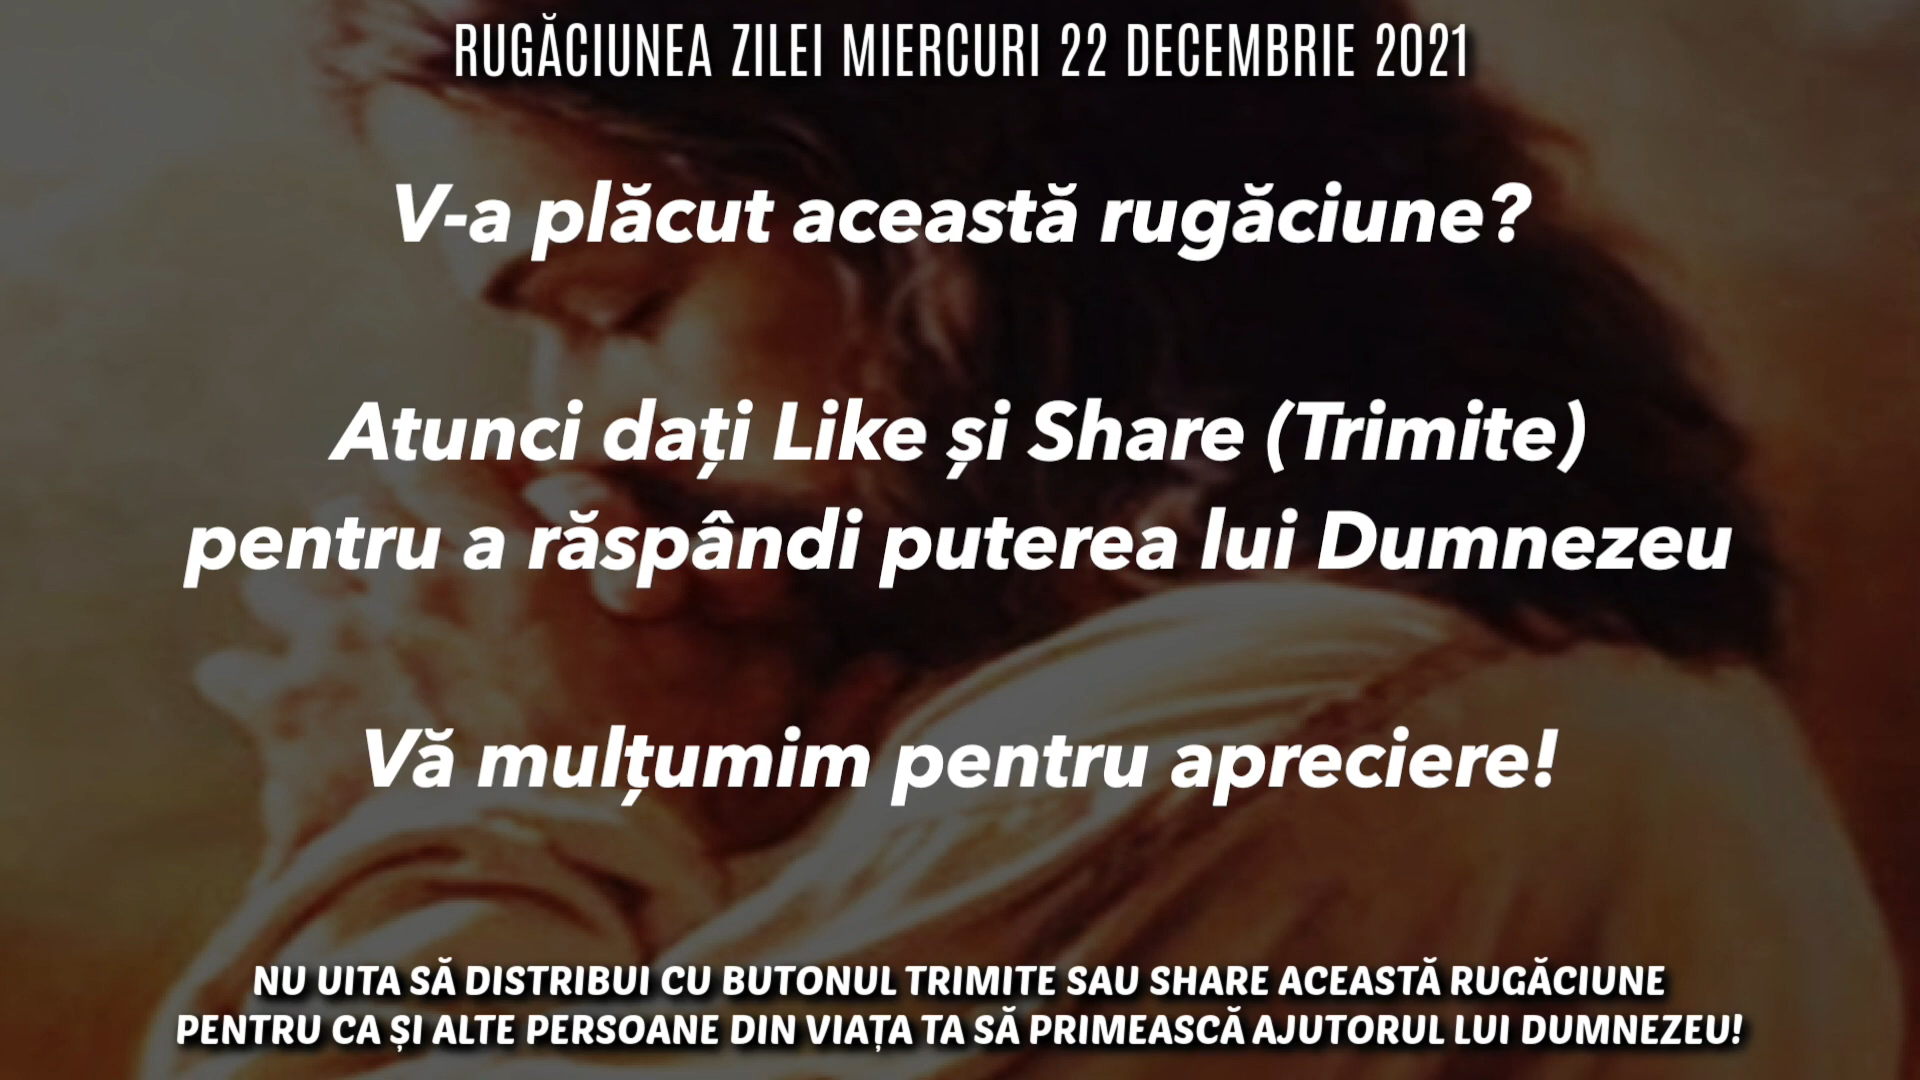 RUGĂCIUNEA ZILEI MIERCURI 22 DECEMBRIE 2021
V-a plăcut această rugăciune?
Atunci dați Like și Share (Trimite)
pentru a răspândi puterea lui Dumnezeu
Vă mulțumim pentru apreciere!
NU UITA SĂ DISTRIBUI CU BUTONUL TRIMITE SAU SHARE ACEASTĂ RUGĂCIUNE
PENTRU CA ȘI ALTE PERSOANE DIN VIAȚA TA SĂ PRIMEASCĂ AJUTORUL LUI DUMNEZEU!